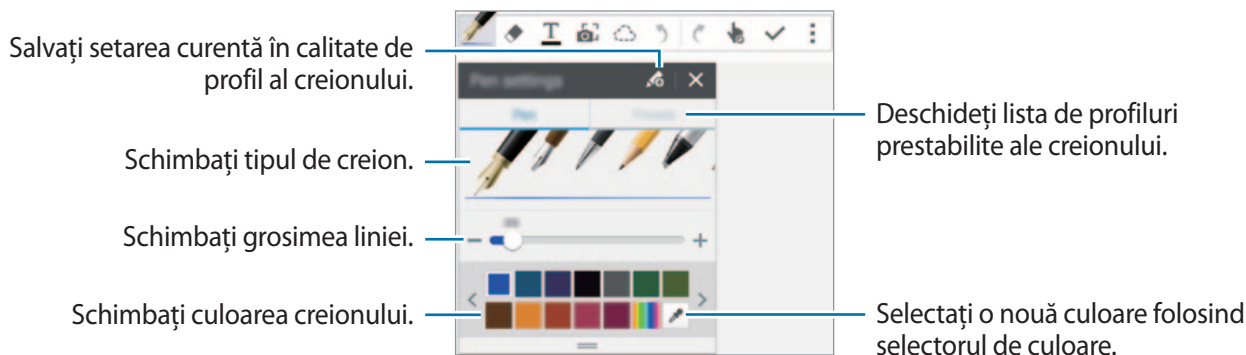 Salvați setarea curentă în calitate de
profil al creionului.
Pen settings
Pen
Deschideți lista de profiluri
prestabilite ale creionului.
Schimbați tipul de creion.
Schimbați grosimea liniei.
Schimbați culoarea creionului.
Selectați o nouă culoare folosind
selectorul de culoare.